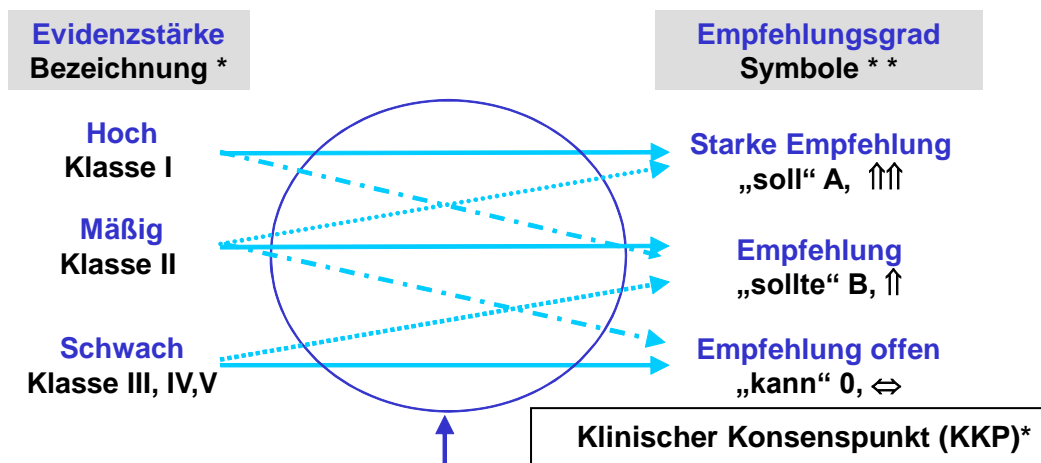 Evidenzstärke
Bezeichnung *
Empfehlungsgrad
Symbole * *
Hoch
Klasse I
Starke Empfehlung
„soll“ A, ⇑⇑
Mäßig
Klasse II
Empfehlung
„sollte“ B, ⇑
Schwach
Klasse III, IV,V
Empfehlung offen
„kann“ 0, ⇔
Klinischer Konsenspunkt (KKP)*